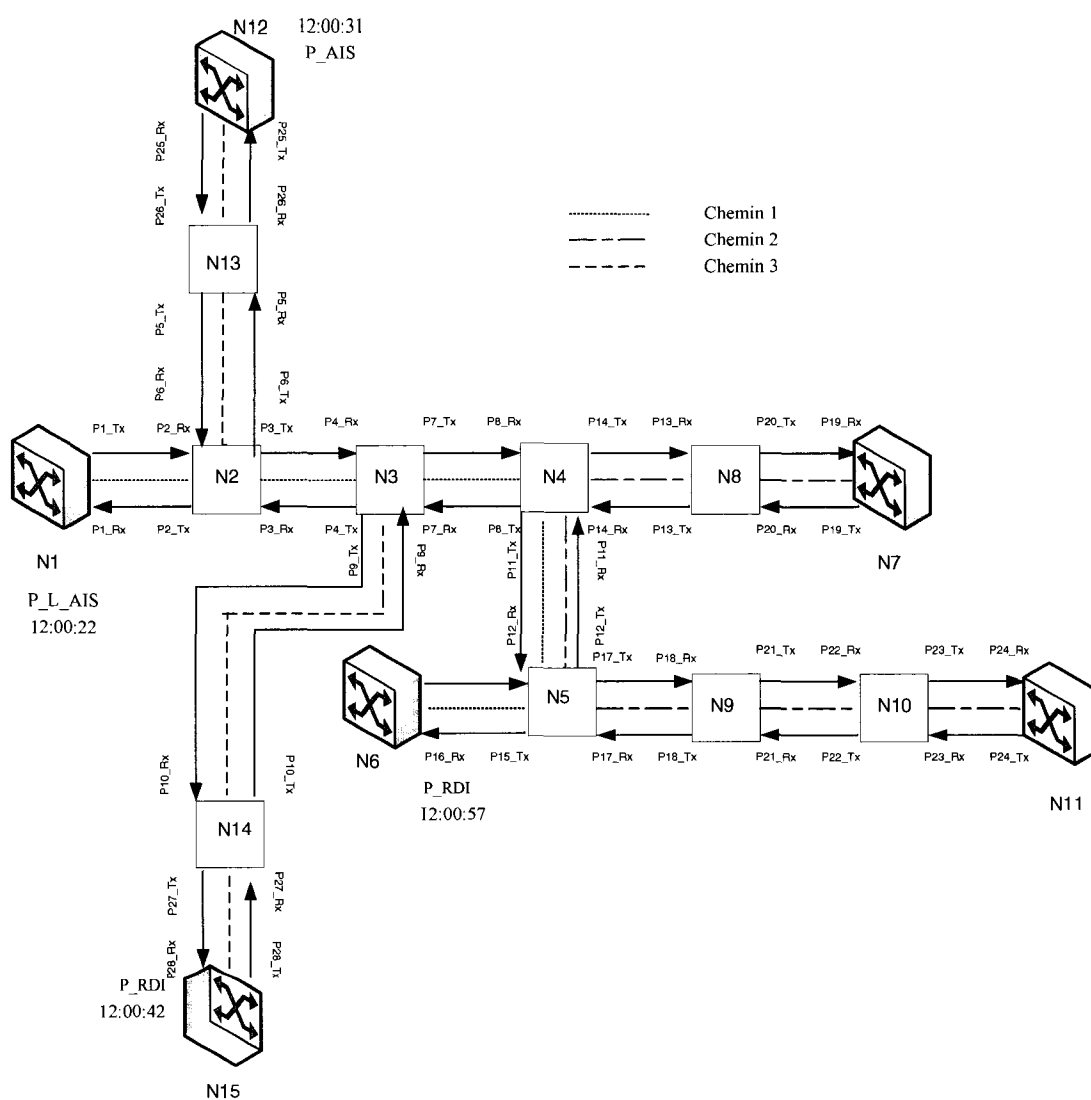 N12
12:00:31
P_AIS
P25_Rx
P25_Tx
P26_Tx
P26_Rx
Chemin 1
Chemin 2
Chemin 3
N13
P5_Tx
P5_Rx
P6_Rx
P6_Tx
P1_Tx
P2_Rx
P3_Tx
P4_Rx
P7_Tx
P8_Rx
P14_Tx
P13_Rx
P20_Tx
P19_Rx
N2
N3
N4
N8
P1_Rx
P2_Tx
P3_Rx
P4_Tx
P7_Rx
P8_Tx
P14_Rx
P13_Tx
P20_Rx
P19_Tx
N1
N7
P9_Tx
P9_Rx
P11_Tx
P11_Rx
P_L_AIS
12:00:22
P12_Rx
P12_Tx
P17_Tx
P18_Rx
P21_Tx
P22_Rx
P23_Tx
P24_Rx
N5
N9
N10
N6
P16_Rx
P15_Tx
P17_Rx
P18_Tx
P21_Rx
P22_Tx
P23_Rx
P24_Tx
P_RDI
12:00:57
N11
P10_Rx
P10_Tx
N14
P27_Tx
P27_Rx
P28_Rx
P28_Tx
P_RDI
12:00:42
N15